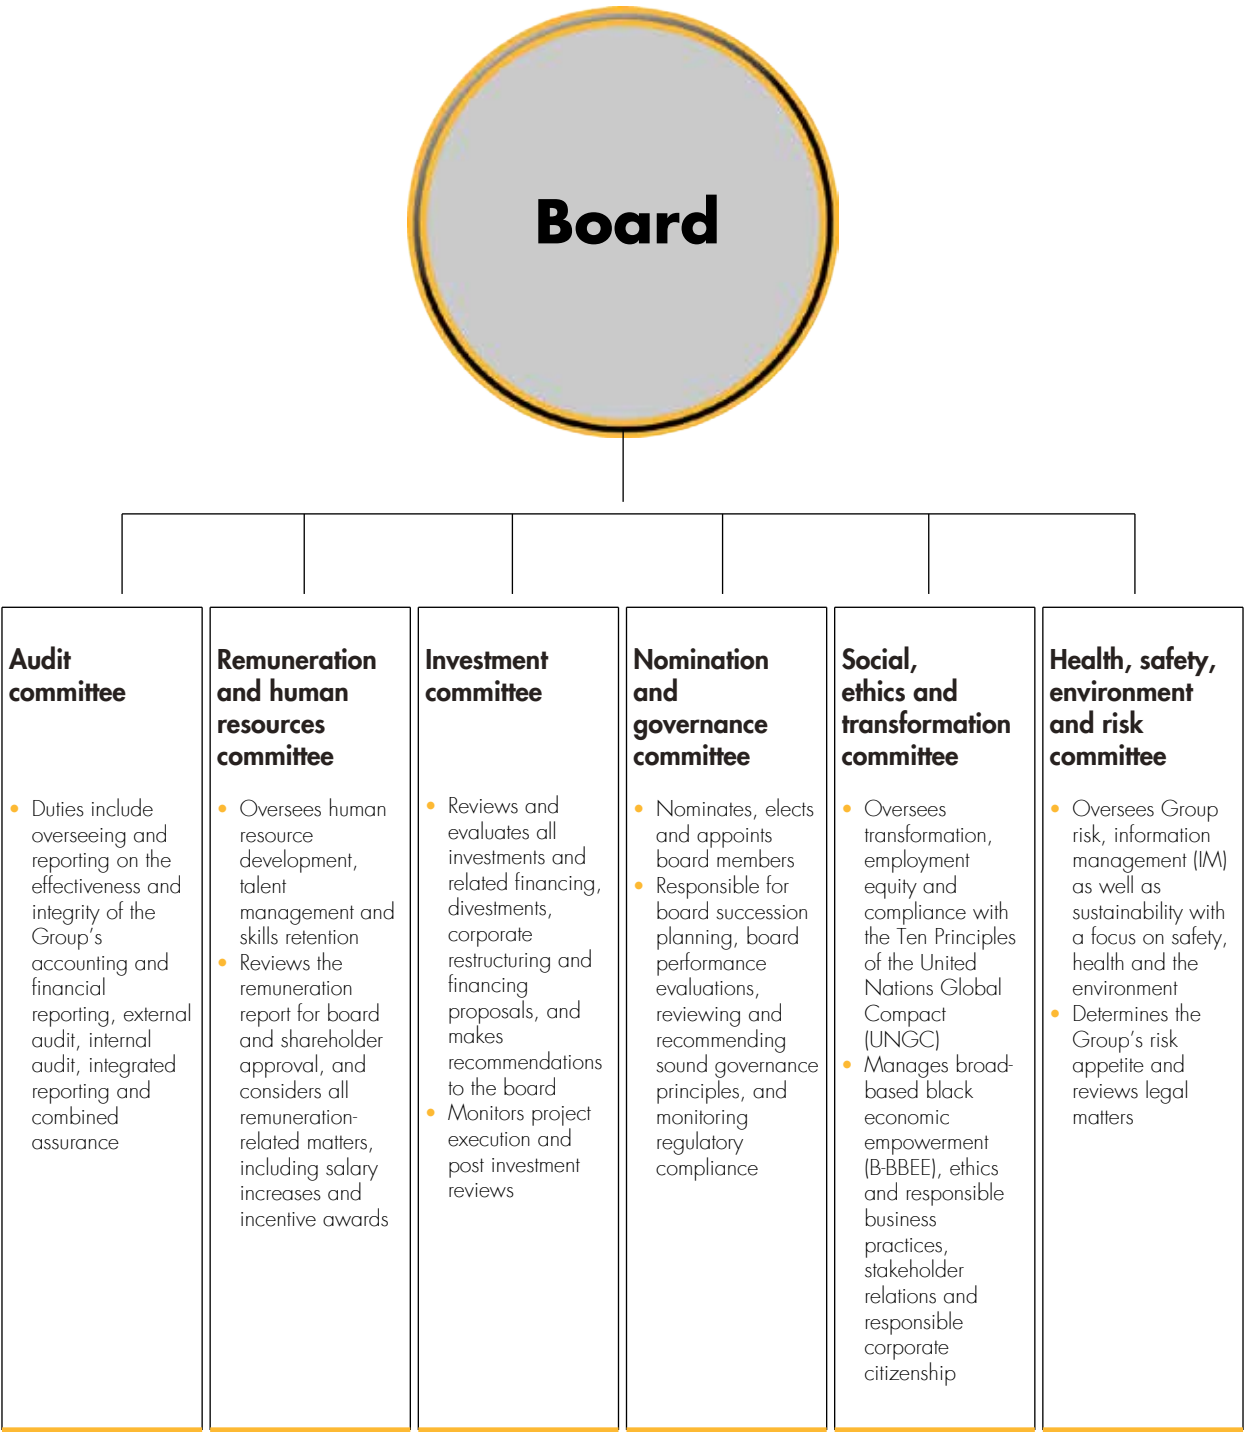 Board
Audit
committee
• Duties include
overseeing and
reporting on the
effectiveness and
integrity of the
Group's
accounting and
financial
reporting, external
audit, internal
audit, integrated
reporting and
combined
assurance
Remuneration
and human
resources
committee
• Oversees human
resource
development,
talent
management and
skills retention
• Reviews the
remuneration
report for board
and shareholder
approval, and
considers all
remuneration-
related matters,
including salary
increases and
incentive awards
Investment
committee
• Reviews and
evaluates all
investments and
related financing,
divestments,
corporate
restructuring and
financing
proposals, and
makes
recommendations
to the board
• Monitors project
execution and
post investment
reviews
Nomination
and
governance
committee
• Nominates, elects
and appoints
board members
• Responsible for
board succession
planning, board
performance
evaluations,
reviewing and
recommending
sound governance
principles, and
monitoring
regulatory
compliance
Social,
ethics and
transformation
committee
• Oversees
transformation,
employment
equity and
compliance with
the Ten Principles
of the United
Nations Global
Compact
(UNGC)
• Manages broad-
based black
economic
empowerment
(B-BBEE), ethics
and responsible
business
practices,
stakeholder
relations and
responsible
corporate
citizenship
Health, safety,
environment
and risk
committee
• Oversees Group
risk, information
management (IM)
as well as
sustainability with
a focus on safety,
health and the
environment
• Determines the
Group's risk
appetite and
reviews legal
matters